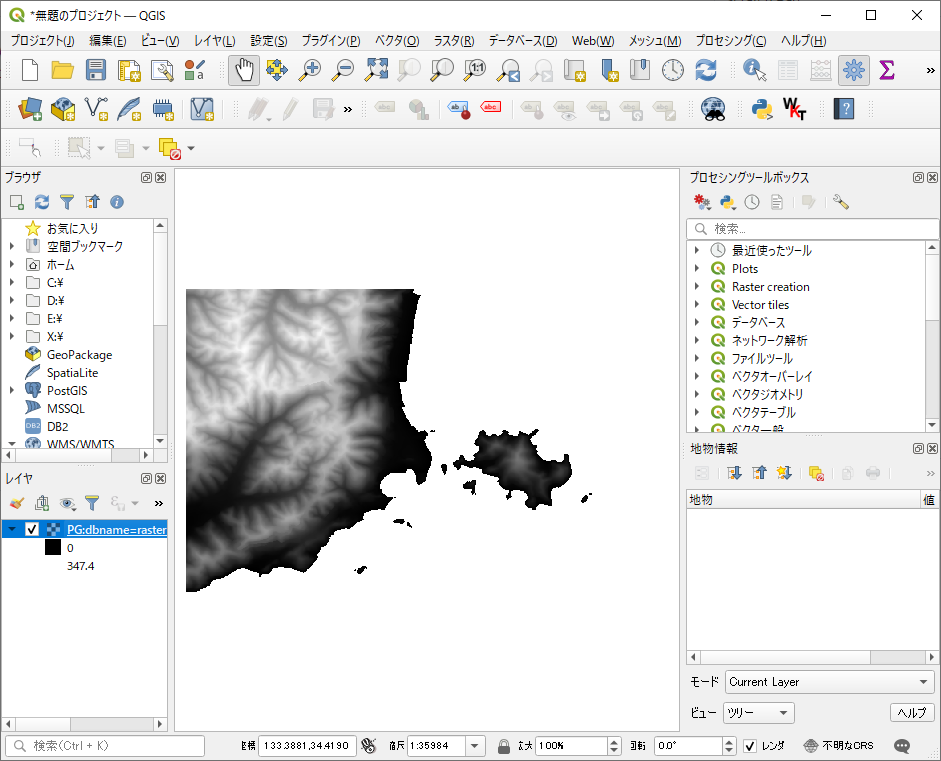 *無題のプロジェクト — QGIS
プロジェクト(J) 編集(E) ビュー(V) レイヤ(L) 設定(S) プラグイン(P) ベクタ(O) ラスタ(R) データベース(D) Web(W) メッシュ(M) プロセシング(C) ヘルプ(H)
a
1:1
»
ab
abc
ab
abc
WKT
?
ブラウザ
お気に入り
空間ブックマーク
ホーム
C:¥
D:¥
E:¥
X:¥
GeoPackage
SpatiaLite
PostGIS
MSSQL
DB2
DB2
WMS/WMTS
レイヤ
»
PG:dbname=raster
0
347.4
プロセシングツールボックス
»
検索...
最近使ったツール
Plots
Raster creation
Vector tiles
データベース
ネットワーク解析
ファイルツール
ベクタオーバーレイ
ベクタジオメトリ
ベクタテーブル
ベクタ一般
地物情報
»
地物 値
モード Current Layer
ビュー ツリー ヘルプ
検索(Ctrl + K) 座標 133.3881,34.4190 縮尺 1:35984 拡大 100% 回転 0.0° レンダ 不明なCRS